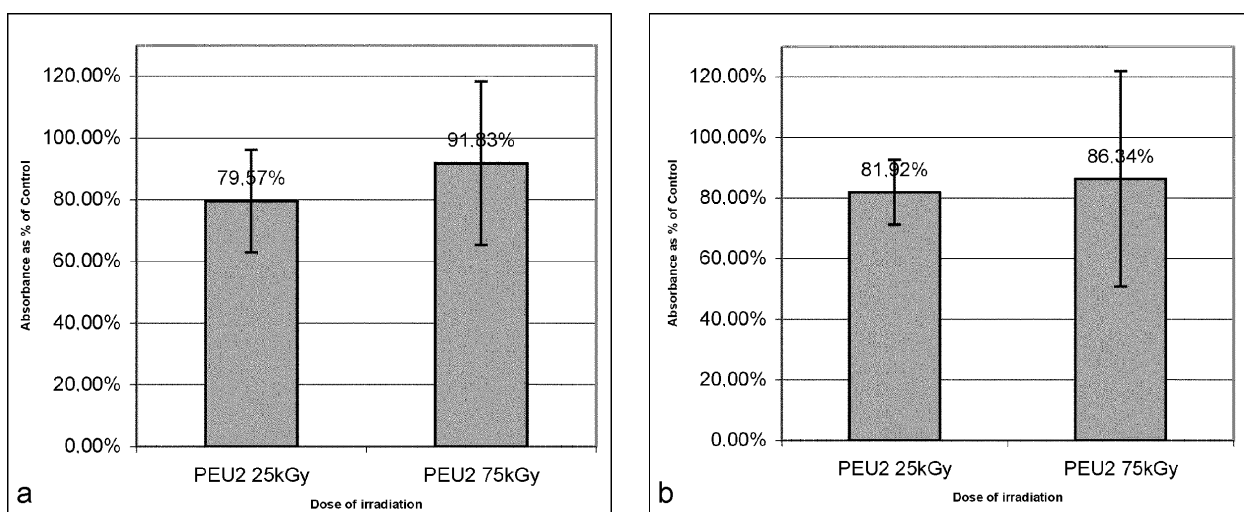 120.00%
100.00%
80.00%
60.00%
40.00%
20.00%
0.00%
Absorbance as % of Control
79.57%
91.83%
PEU2 25kGy
PEU2 75kGy
Dose of irradiation
a
120.00%
100.00%
80.00%
60.00%
40.00%
20.00%
0.00%
Absorbance as % of Control
81.92%
86.34%
PEU2 25kGy
PEU2 75kGy
Dose of irradiation
b